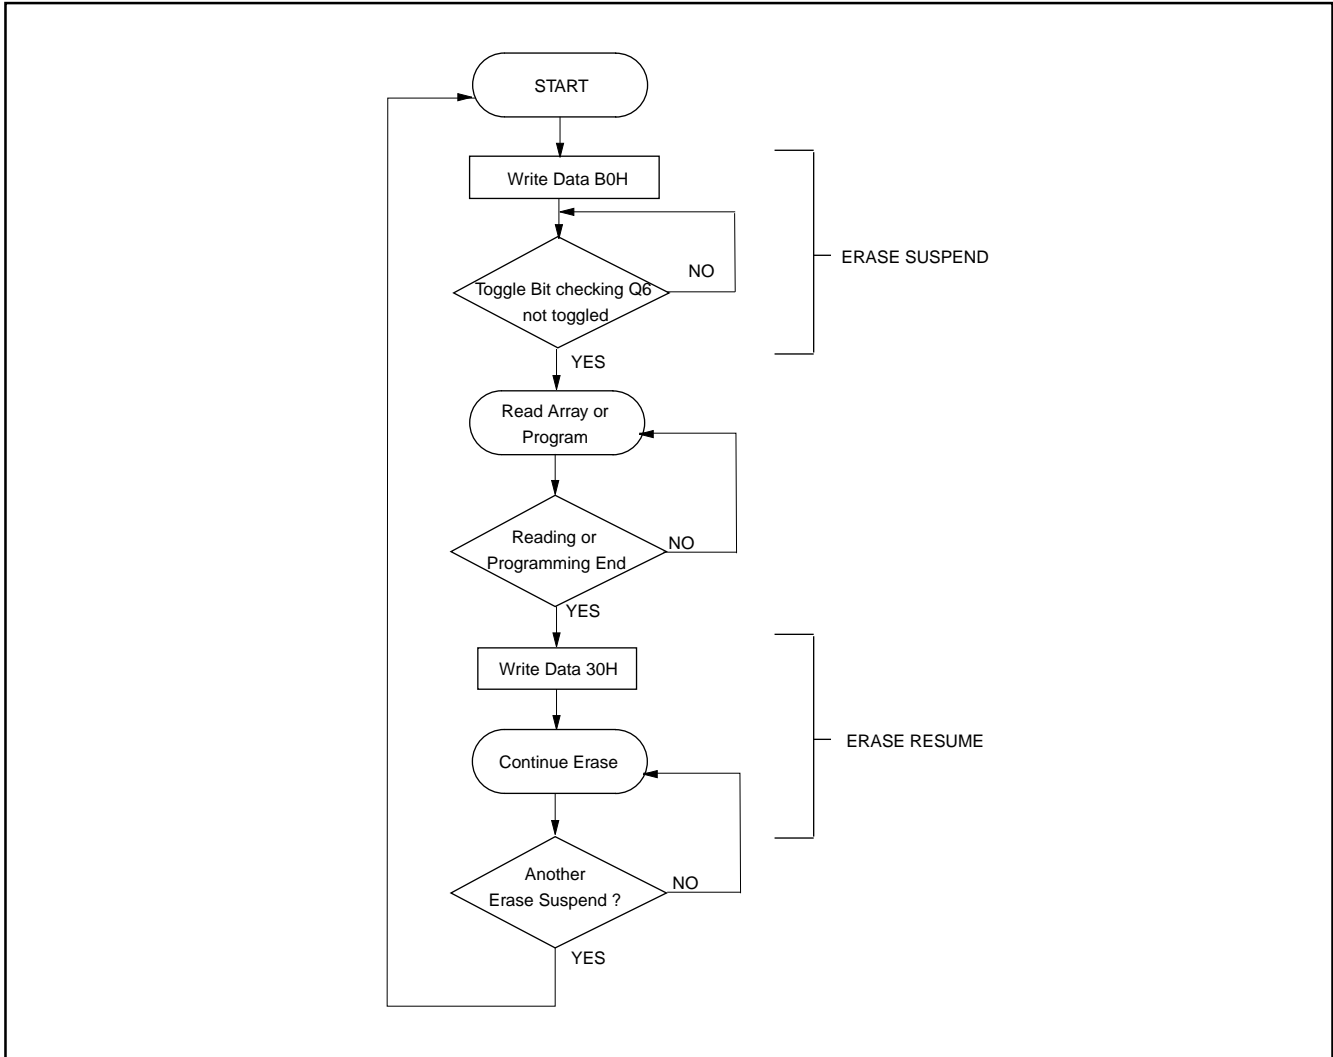 START
Write Data B0H
ERASE SUSPEND
NO
Toggle Bit checking Q6
not toggled
YES
Read Array or
Program
Reading or
Programming End
NO
YES
Write Data 30H
ERASE RESUME
Continue Erase
Another
Erase Suspend ?
NO
YES